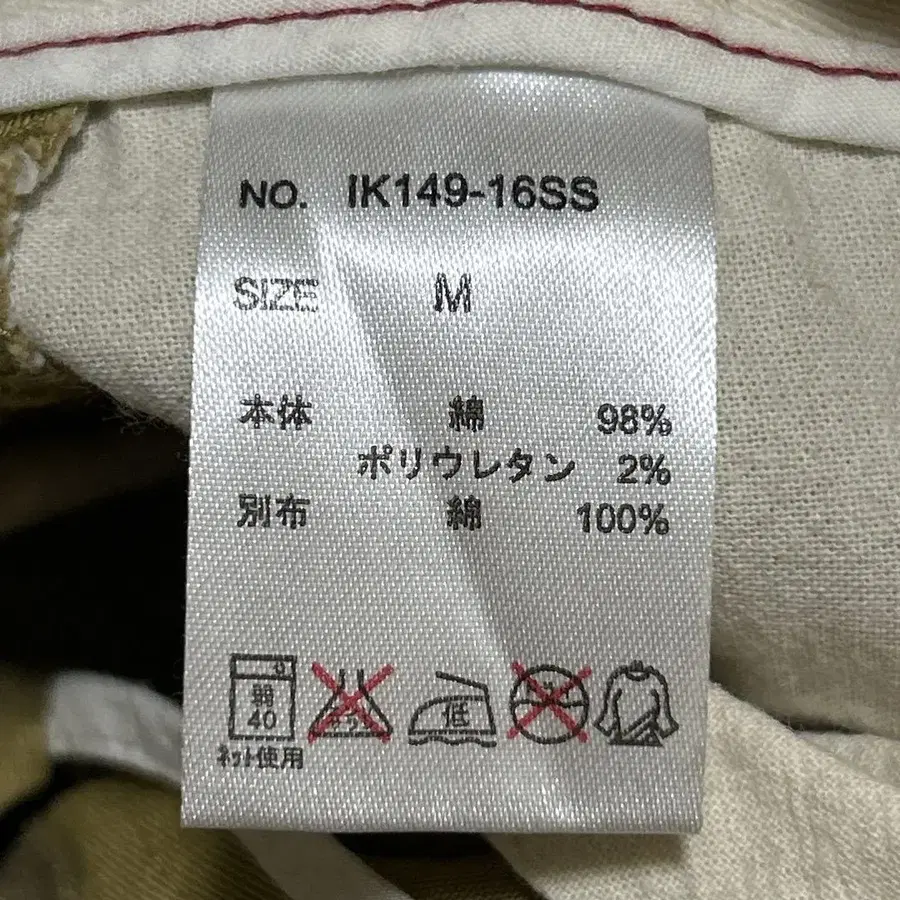 NO. IK149-16SS
SIZE M
本体 綿 98%
ポリウレタン 2%
別布 綿 100%
弱 40 低
ネット使用